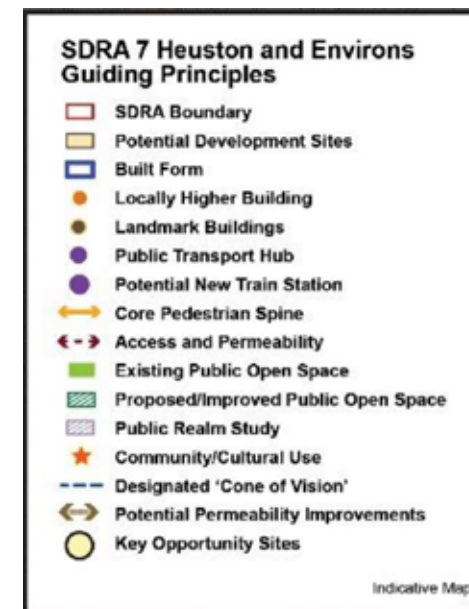 SDRA 7 Heuston and Environs
Guiding Principles
SDRA Boundary
Potential Development Sites
Built Form
Locally Higher Building
Landmark Buildings
Public Transport Hub
Potential New Train Station
Core Pedestrian Spine
Access and Permeability
Existing Public Open Space
Proposed/Improved Public Open Space
Public Realm Study
Community/Cultural Use
Designated 'Cone of Vision'
Potential Permeability Improvements
Key Opportunity Sites
Indicative Map